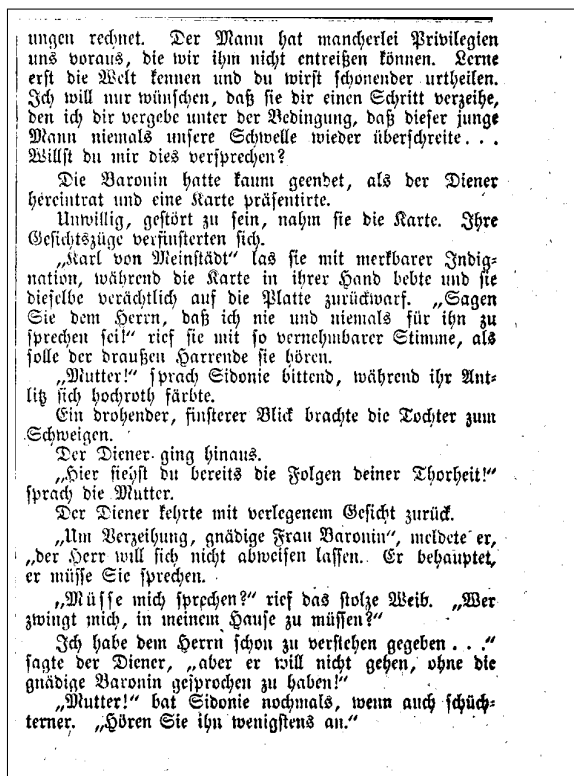 ungen rechnet. Der Mann hat mancherlei Privilegien
uns voraus, die wir ihm nicht entreißen können. Lerne
erst die Welt kennen und du wirst schonender urtheilen.
Ich will nur wünschen, daß sie dir einen Schritt verzeihe,
den ich dir vergebe unter der Bedingung, daß dieser junge
Mann niemals unsere Schwelle wieder überschreite...
Willst du mir dies versprechen?
Die Baronin hatte kaum geendet, als der Diener
hereintrat und eine Karte präsentirte.
Unwillig, gestört zu sein, nahm sie die Karte. Ihre
Gesichtszüge verfinsterten sich.
„Karl von Meinstädt“ las sie mit merkbarer Indig-
nation, während die Karte in ihrer Hand bebte und sie
dieselbe verächtlich auf die Platte zurückwarf. „Sagen
Sie dem Herrn, daß ich nie und niemals für ihn zu
sprechen sei!“ rief sie mit so vernehmbarer Stimme, als
solle der draußen Harrende sie hören.
„Mutter!“ sprach Sidonie bittend, während ihr Ant-
litz sich hochroth färbte.
Ein drohender, finsterer Blick brachte die Tochter zum
Schweigen.
Der Diener ging hinaus.
„Hier siehst du bereits die Folgen deiner Thorheit!“
sprach die Mutter.
Der Diener kehrte mit verlegenem Gesicht zurück.
„Um Verzeihung, gnädige Frau Baronin“, meldete er,
„der Herr will sich nicht abweisen lassen. Er behauptet,
er müsse Sie sprechen.
„Müsse mich sprechen?“ rief das stolze Weib. „Wer
zwingt mich, in meinem Hause zu müssen?“
Ich habe dem Herrn schon zu verstehen gegeben...“
sagte der Diener, „aber er will nicht gehen, ohne die
gnädige Baronin gesprochen zu haben!“
„Mutter!“ bat Sidonie nochmals, wenn auch schüch-
terner. „Hören Sie ihn wenigstens an.“